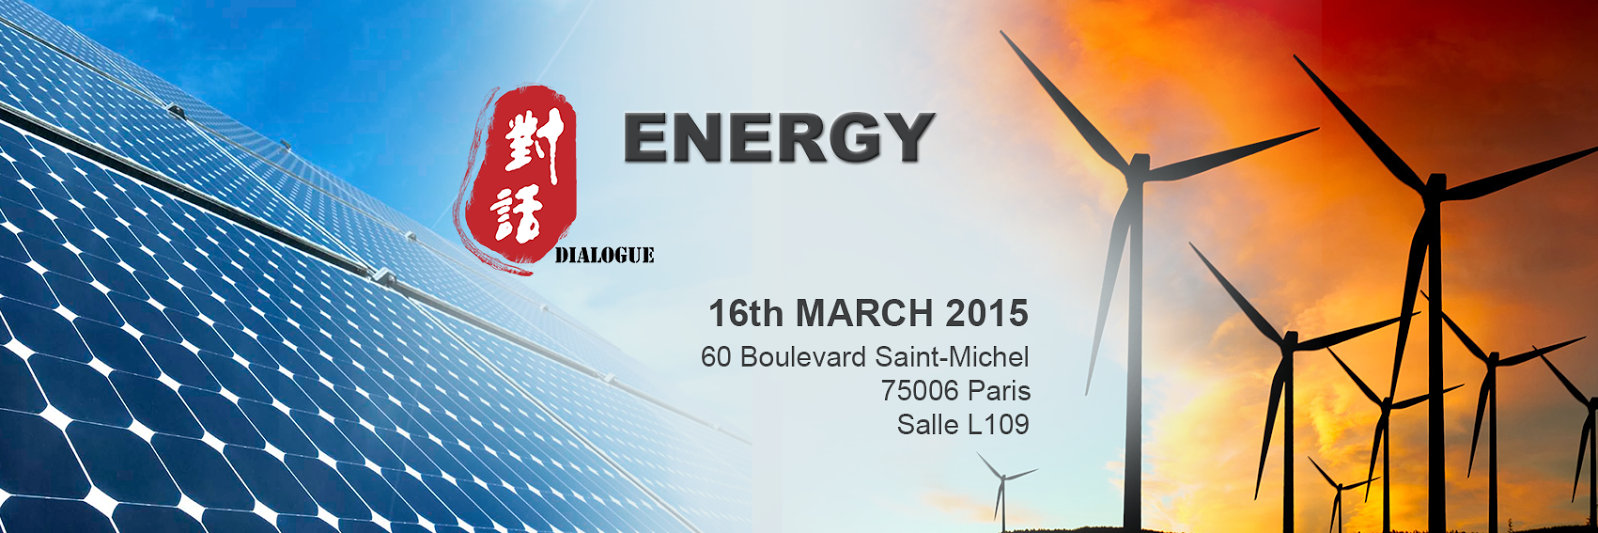 對
話
DIALOGUE
ENERGY
16th MARCH 2015
60 Boulevard Saint-Michel
75006 Paris
Salle L109